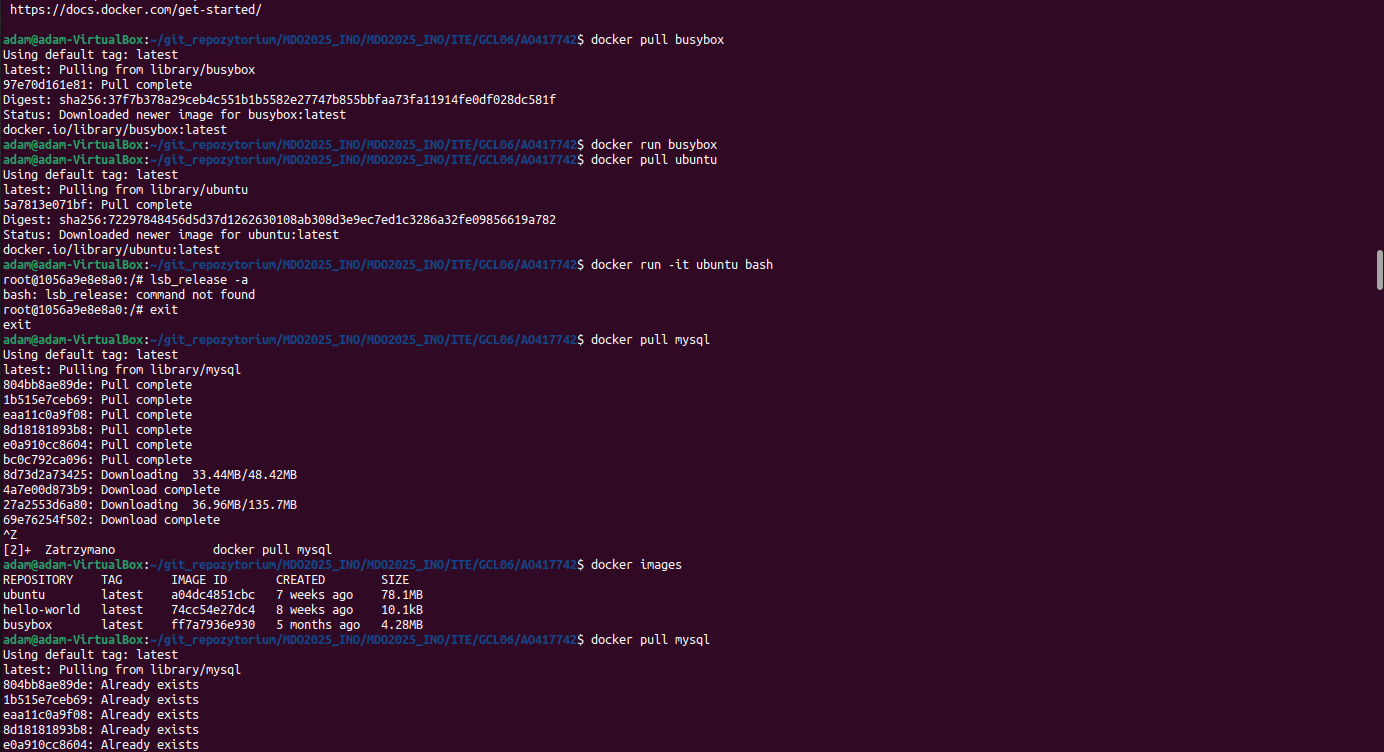 https://docs.docker.com/get-started/
adam@adam-VirtualBox:~/git_repozytorium/MDO2025_INO/MDO2025_INO/ITE/GCL06/AO417742$ docker pull busybox
Using default tag: latest
latest: Pulling from library/busybox
97e70d161e81: Pull complete
Digest: sha256:37f7b378a29ceb4c551b1b5582e27747b855bbfaa73fa11914fe0df028dc581f
Status: Downloaded newer image for busybox:latest
docker.io/library/busybox:latest
adam@adam-VirtualBox:~/git_repozytorium/MDO2025_INO/MDO2025_INO/ITE/GCL06/AO417742$ docker run busybox
adam@adam-VirtualBox:~/git_repozytorium/MDO2025_INO/MDO2025_INO/ITE/GCL06/AO417742$ docker pull ubuntu
Using default tag: latest
latest: Pulling from library/ubuntu
5a7813e071bf: Pull complete
Digest: sha256:72297848456d5d37d1262630108ab308d3e9ec7ed1c3286a32fe09856619a782
Status: Downloaded newer image for ubuntu:latest
docker.io/library/ubuntu:latest
adam@adam-VirtualBox:~/git_repozytorium/MDO2025_INO/MDO2025_INO/ITE/GCL06/AO417742$ docker run -it ubuntu bash
root@1056a9e8e8a0:/# lsb_release -a
bash: lsb_release: command not found
root@1056a9e8e8a0:/# exit
exit
adam@adam-VirtualBox:~/git_repozytorium/MDO2025_INO/MDO2025_INO/ITE/GCL06/AO417742$ docker pull mysql
Using default tag: latest
latest: Pulling from library/mysql
804bb8ae89de: Pull complete
1b515e7ceb69: Pull complete
eaa11c0a9f08: Pull complete
8d18181893b8: Pull complete
e0a910cc8604: Pull complete
bc0c792ca096: Pull complete
8d73d2a73425: Downloading  33.44MB/48.42MB
4a7e00d873b9: Download complete
27a2553d6a80: Downloading  36.96MB/135.7MB
69e76254f502: Download complete
^Z
[2]+  Zatrzymano              docker pull mysql
adam@adam-VirtualBox:~/git_repozytorium/MDO2025_INO/MDO2025_INO/ITE/GCL06/AO417742$ docker images
REPOSITORY    TAG       IMAGE ID       CREATED        SIZE
ubuntu        latest    a04dc4851cbc   7 weeks ago    78.1MB
hello-world   latest    74cc54e27dc4   8 weeks ago    10.1kB
busybox       latest    ff7a7936e930   5 months ago   4.28MB
adam@adam-VirtualBox:~/git_repozytorium/MDO2025_INO/MDO2025_INO/ITE/GCL06/AO417742$ docker pull mysql
Using default tag: latest
latest: Pulling from library/mysql
804bb8ae89de: Already exists
1b515e7ceb69: Already exists
eaa11c0a9f08: Already exists
8d18181893b8: Already exists
e0a910cc8604: Already exists